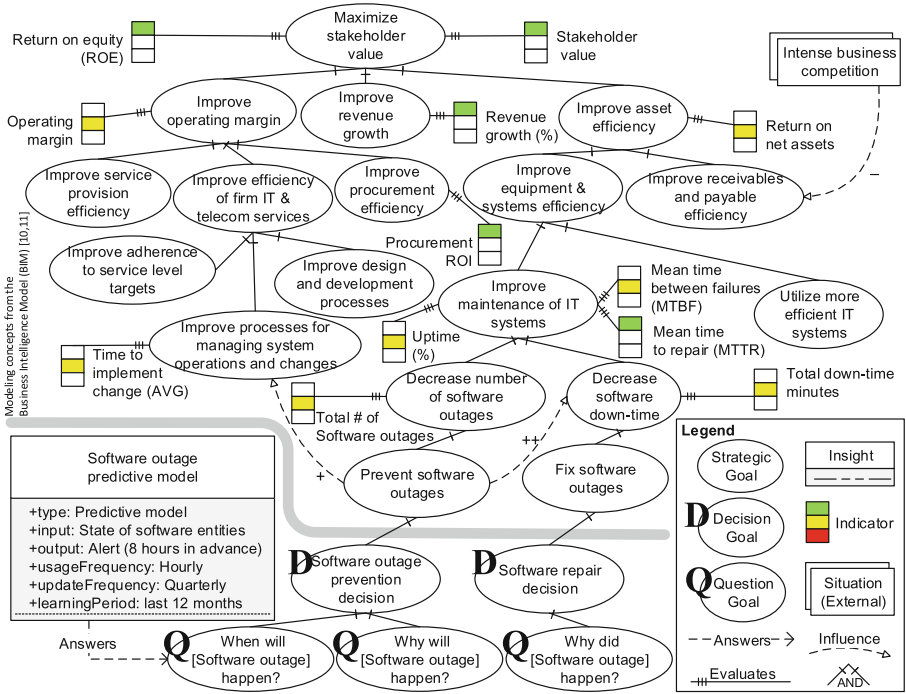 Maximize
stakeholder
value
Return on equity
(ROE)
Stakeholder
value
Intense business
competition
Improve
operating margin
Improve
revenue
growth
Improve asset
efficiency
Operating
margin
Revenue
growth (%)
Return on
net assets
Improve service
provision
efficiency
Improve efficiency
of firm IT &
telecom services
Improve
procurement
efficiency
Improve
equipment &
systems efficiency
Improve receivables
and payable
efficiency
–
Procurement
ROI
Improve adherence
to service level
targets
Improve design
and development
processes
Improve
maintenance of IT
systems
Mean time
between failures
(MTBF)
Mean time
to repair (MTTR)
Utilize more
efficient IT
systems
Uptime
(%)
Improve processes for
managing system
operations and changes
Time to
implement
change (AVG)
Modeling concepts from the
Business Intelligence Model (BIM) [10,11]
Decrease number
of software
outages
Decrease
software
down-time
Total down-time
minutes
Total # of
Software outages
++
+
Prevent software
outages
Fix software
outages
Software outage
predictive model
+type: Predictive model
+input: State of software entities
+output: Alert (8 hours in advance)
+usageFrequency: Hourly
+updateFrequency: Quarterly
+learningPeriod: last 12 months
Answers
D
Software outage
prevention
decision
D
Software repair
decision
Q
When will
[Software outage]
happen?
Q
Why will
[Software outage]
happen?
Q
Why did
[Software outage]
happen?
Legend
Strategic
Goal
Insight
D
Decision
Goal
Indicator
Q
Question
Goal
Situation
(External)
Answers
Influence
Evaluates
AND